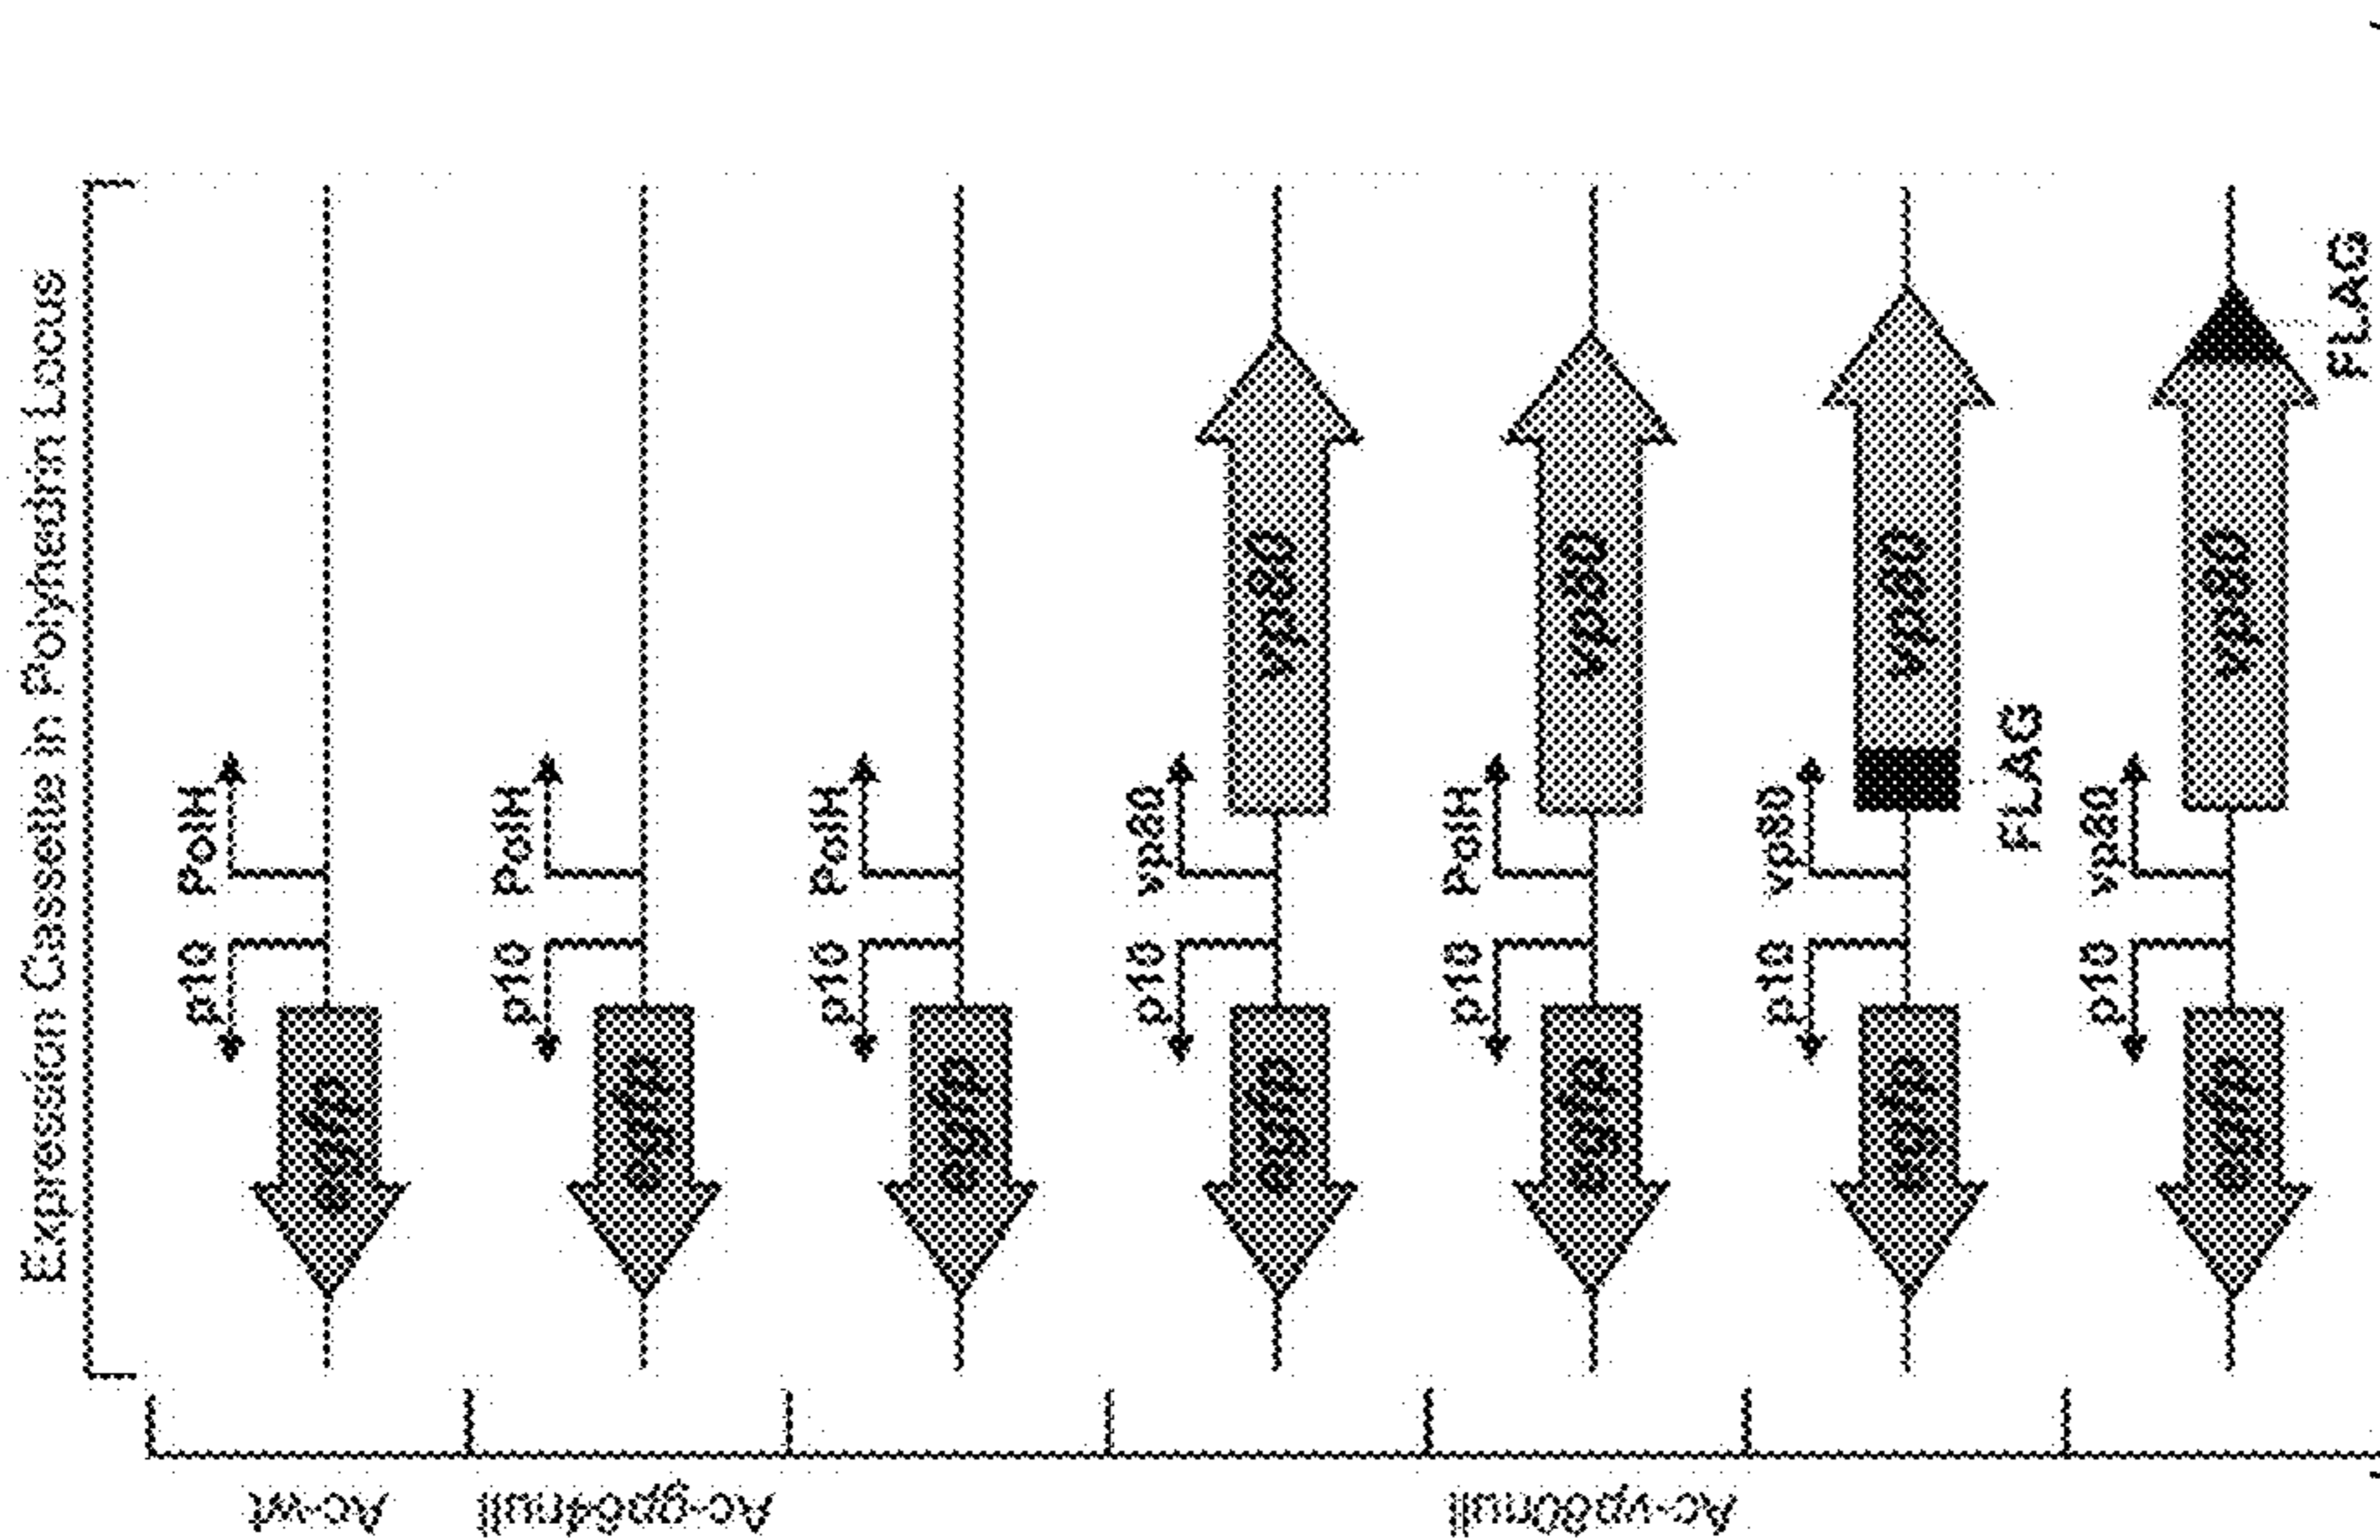 Expression Cassette in Polyhedrin Locus
Ac-wt
egfp
p10
PolH
Ac-gp64null
egfp
p10
PolH
Ac-vp80null
egfp
p10
PolH
egfp
p10
vp80
vp80
egfp
p10
PolH
vp80
egfp
p10
vp80
FLAG
vp80
egfp
p10
vp80
vp80
FLAG